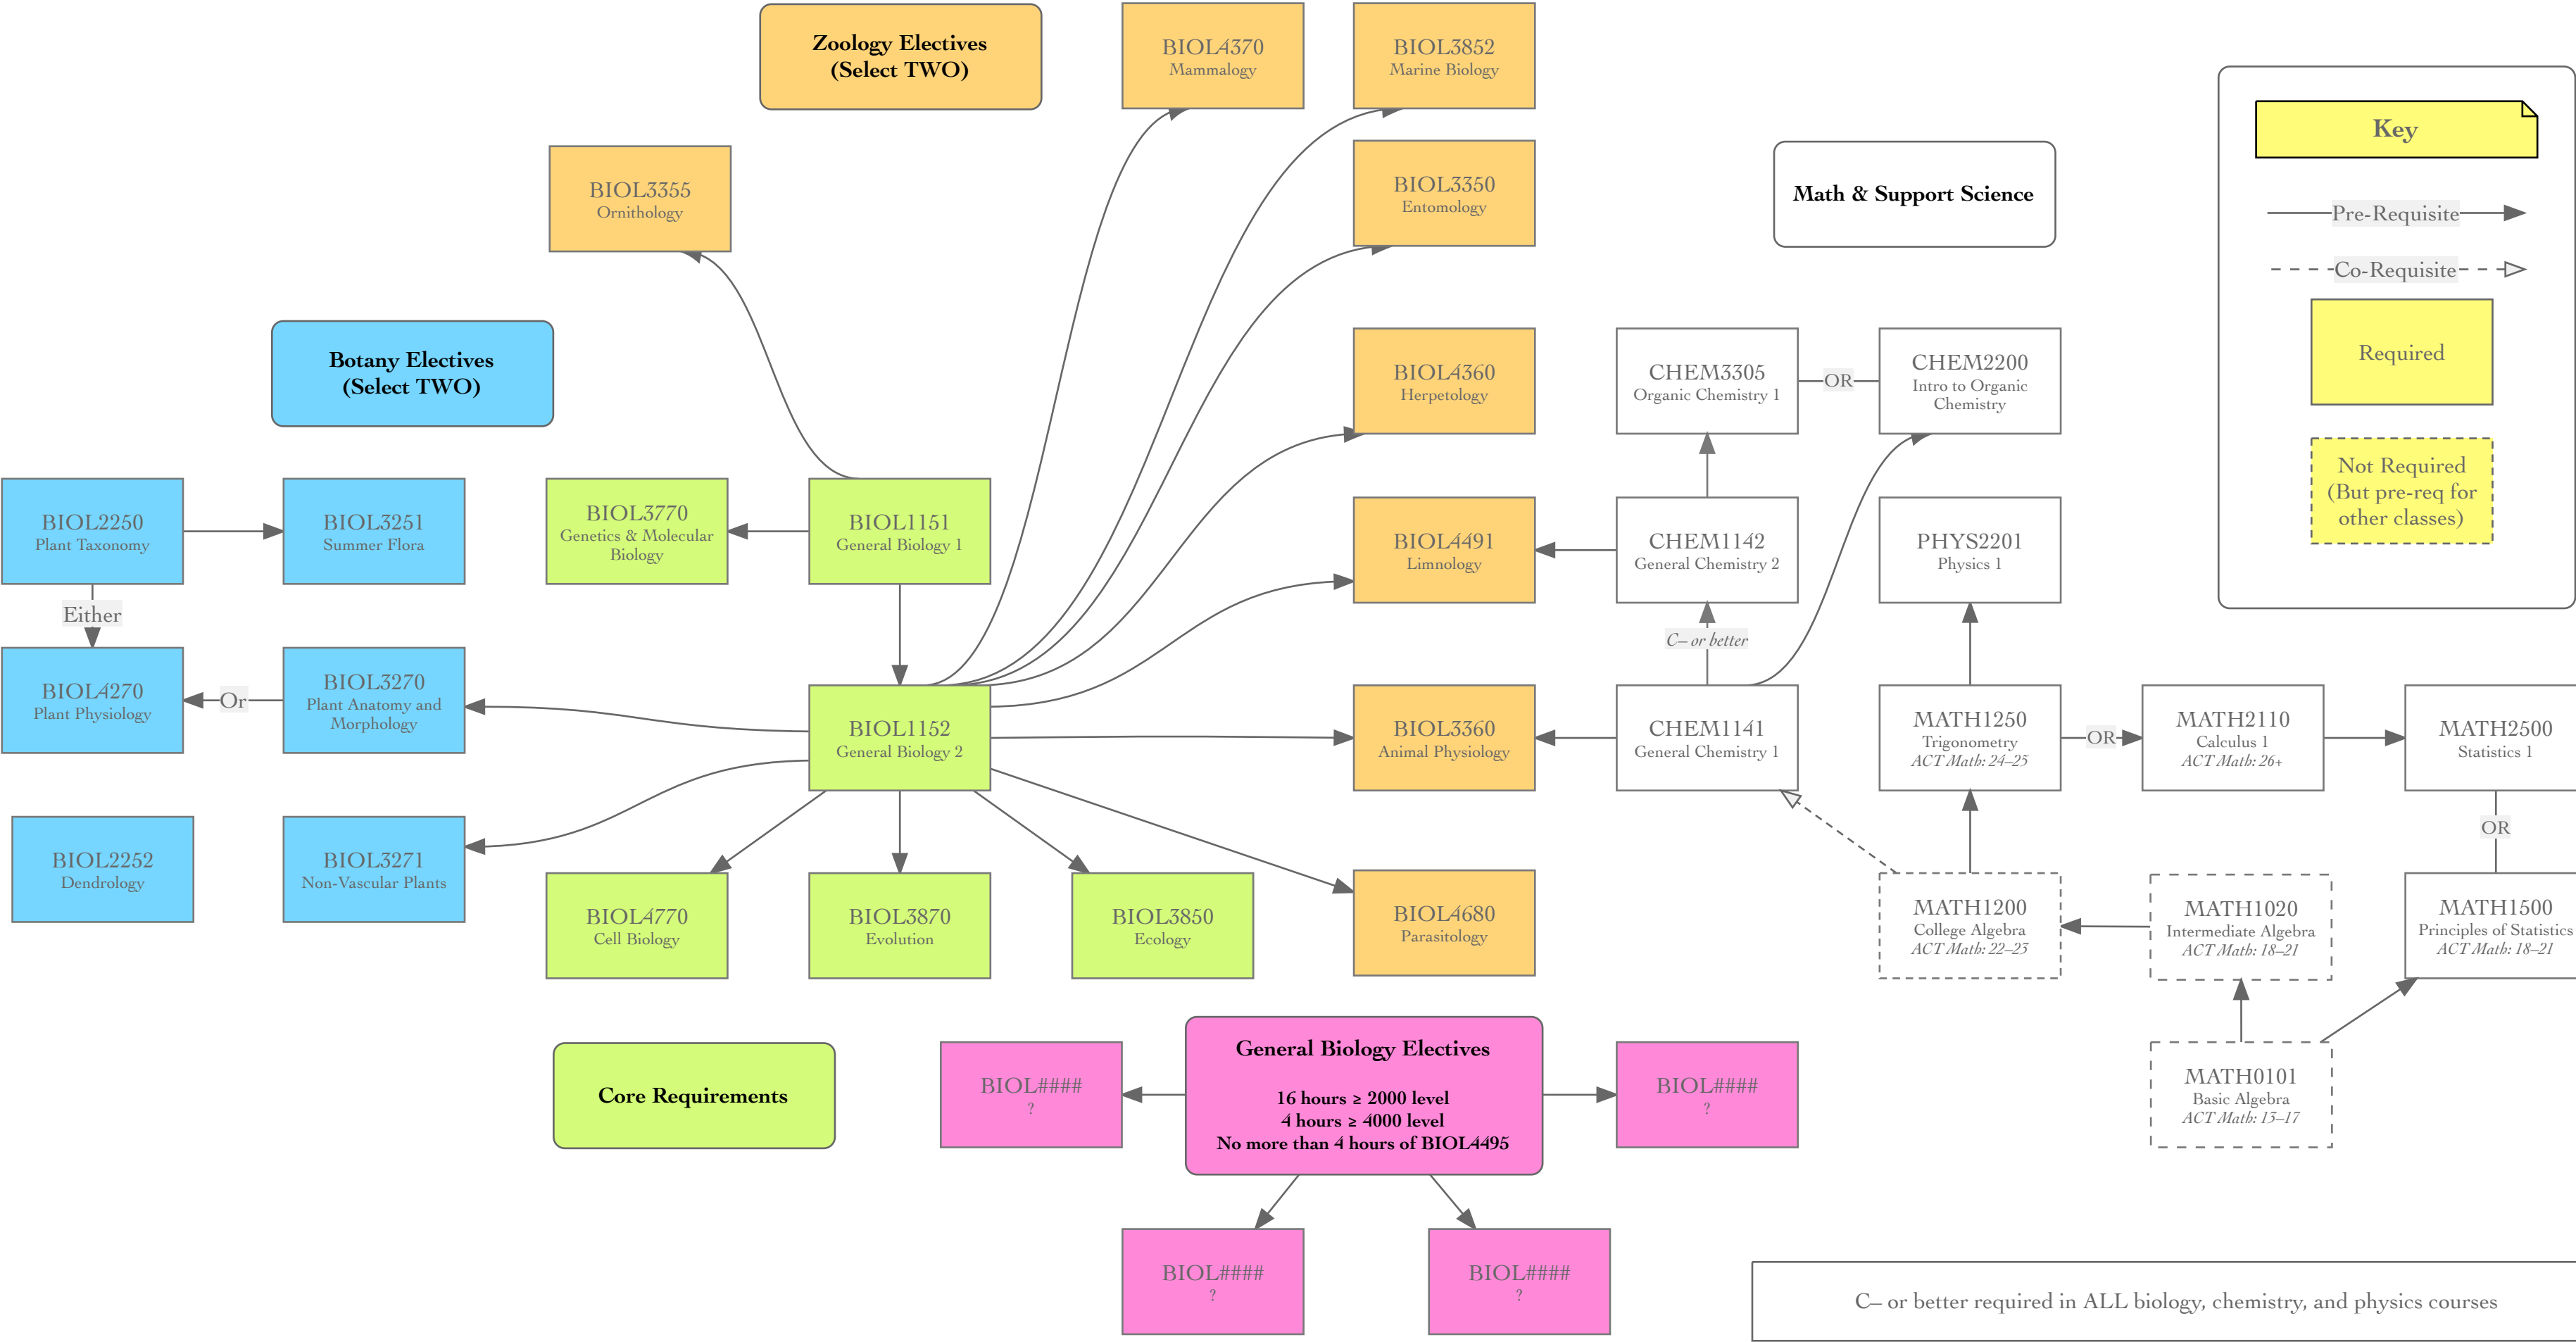 Zoology Electives
(Select TWO)
BIOL4370
Mammalogy
BIOL3852
Marine Biology
Key
Pre-Requisite
Co-Requisite
Required
Not Required
(But pre-req for
other classes)
BIOL3355
Ornithology
BIOL3350
Entomology
Math & Support Science
Botany Electives
(Select TWO)
BIOL4360
Herpetology
CHEM3305
Organic Chemistry 1
OR
CHEM2200
Intro to Organic
Chemistry
BIOL2250
Plant Taxonomy
BIOL3251
Summer Flora
BIOL3770
Genetics & Molecular
Biology
BIOL1151
General Biology 1
BIOL4491
Limnology
CHEM1142
General Chemistry 2
PHYS2201
Physics 1
Either
C– or better
BIOL4270
Plant Physiology
Or
BIOL3270
Plant Anatomy and
Morphology
BIOL1152
General Biology 2
BIOL3360
Animal Physiology
CHEM1141
General Chemistry 1
MATH1250
Trigonometry
ACT Math: 24–25
OR
MATH2110
Calculus 1
ACT Math: 26+
MATH2500
Statistics 1
OR
BIOL2252
Dendrology
BIOL3271
Non-Vascular Plants
BIOL4770
Cell Biology
BIOL3870
Evolution
BIOL3850
Ecology
BIOL4680
Parasitology
MATH1200
College Algebra
ACT Math: 22–23
MATH1020
Intermediate Algebra
ACT Math: 18–21
MATH1500
Principles of Statistics
ACT Math: 18–21
Core Requirements
BIOL####
?
General Biology Electives
16 hours ≥ 2000 level
4 hours ≥ 4000 level
No more than 4 hours of BIOL4495
BIOL####
?
MATH0101
Basic Algebra
ACT Math: 13–17
BIOL####
?
BIOL####
?
C– or better required in ALL biology, chemistry, and physics courses